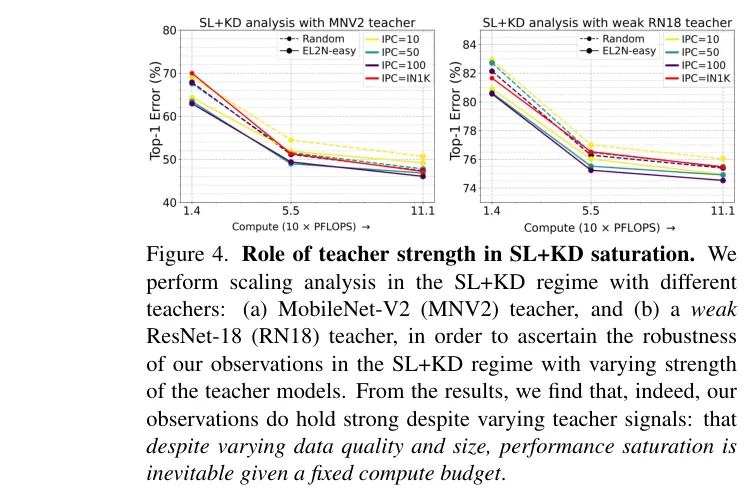 SL+KD analysis with MNV2 teacher
80
70
60
50
40
Top-1 Error (%)
Random
EL2N-easy
IPC=10
IPC=50
IPC=100
IPC=IN1K
1.4
5.5
11.1
Compute (10 × PFLOPS) →
SL+KD analysis with weak RN18 teacher
84
82
80
78
76
74
Top-1 Error (%)
Random
EL2N-easy
IPC=10
IPC=50
IPC=100
IPC=IN1K
1.4
5.5
11.1
Compute (10 × PFLOPS) →
Figure 4. Role of teacher strength in SL+KD saturation. We
perform scaling analysis in the SL+KD regime with different
teachers: (a) MobileNet-V2 (MNV2) teacher, and (b) a weak
ResNet-18 (RN18) teacher, in order to ascertain the robustness
of our observations in the SL+KD regime with varying strength
of the teacher models. From the results, we find that, indeed, our
observations do hold strong despite varying teacher signals: that
despite varying data quality and size, performance saturation is
inevitable given a fixed compute budget.